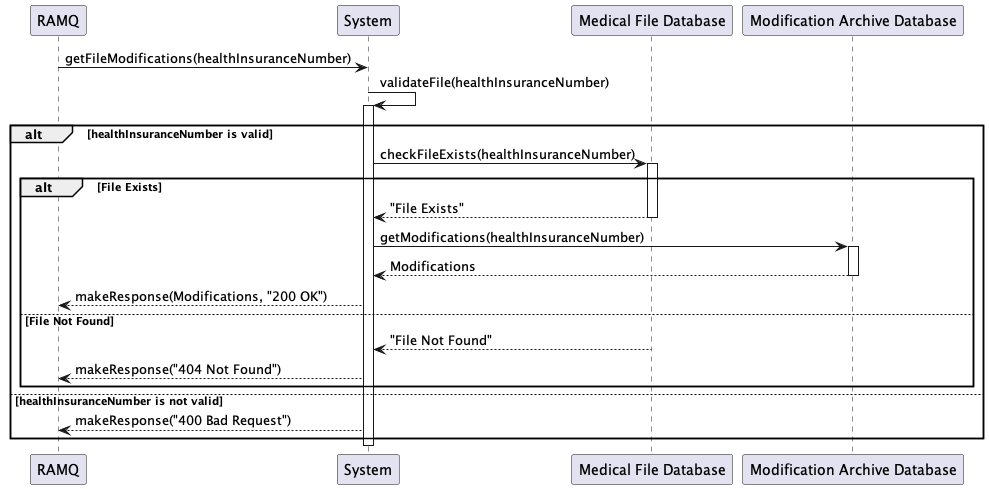 RAMQ System Medical File Database Modification Archive Database
getFileModifications(healthInsuranceNumber)
validateFile(healthInsuranceNumber)
alt [healthInsuranceNumber is valid]
checkFileExists(healthInsuranceNumber)
alt [File Exists]
"File Exists"
getModifications(healthInsuranceNumber)
Modifications
makeResponse(Modifications, "200 OK")
[File Not Found]
"File Not Found"
makeResponse("404 Not Found")
[healthInsuranceNumber is not valid]
makeResponse("400 Bad Request")
RAMQ System Medical File Database Modification Archive Database